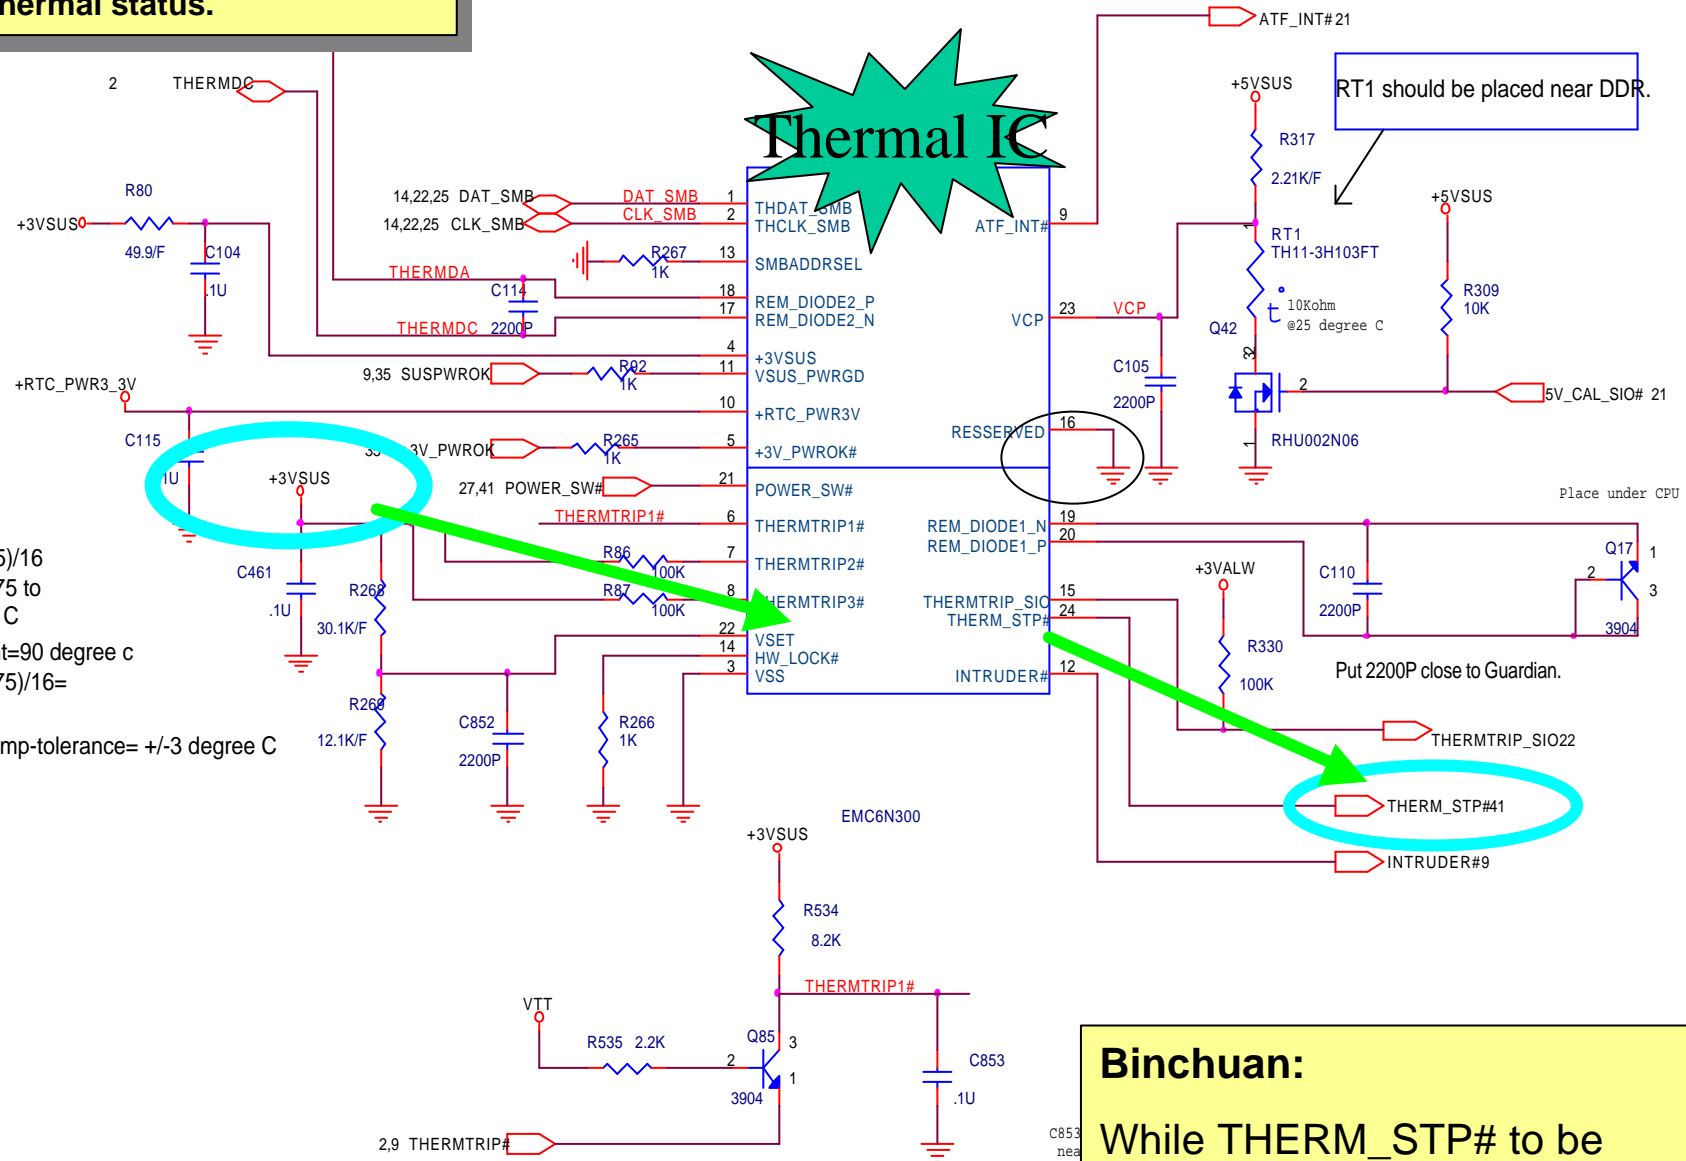 hermal status.
ATF_INT# 21
2 THERMDC
+5VSUS
RT1 should be placed near DDR.
Thermal IC
R317
2.21K/F
R80
+3VSUS
49.9/F
C104
.1U
14,22,25 DAT_SMB
DAT_SMB
1
THDAT_SMB
14,22,25 CLK_SMB
CLK_SMB
2
THCLK_SMB
ATF_INT#
9
+5VSUS
R267
1K
13
SMBADDRSEL
1
RT1
TH11-3H103FT
THERMDA
C114
18
REM_DIODE2_P
17
REM_DIODE2_N
THERMDC
2200P
VCP
23
VCP
t
10Kohm
@25 degree C
R309
10K
Q42
4
+3VSUS
9,35 SUSPWROK
R92
1K
11
VSUS_PWRGD
C105
2200P
3
2
2
5V_CAL_SIO# 21
+RTC_PWR3_3V
10
+RTC_PWR3V
RESSERVED
16
1
RHU002N06
C115
1U
35
3V_PWROK
R265
1K
5
+3V_PWROK#
+3VSUS
27,41 POWER_SW#
21
POWER_SW#
Place under CPU
THERMTRIP1#
6
THERMTRIP1#
REM_DIODE1_N
19
REM_DIODE1_P
20
5)/16
75 to
C
t=90 degree c
75)/16=
mp-tolerance= +/-3 degree C
C461
.1U
R268
30.1K/F
R86
100K
7
THERMTRIP2#
R87
100K
8
THERMTRIP3#
THERMTRIP_SIO
15
THERM_STP#
24
+3VALW
C110
2200P
Q17
1
2
3
3904
22
VSET
14
HW_LOCK#
3
VSS
INTRUDER#
12
R330
100K
Put 2200P close to Guardian.
R269
12.1K/F
C852
2200P
R266
1K
THERMTRIP_SIO22
THERM_STP#41
EMC6N300
INTRUDER#9
+3VSUS
R534
8.2K
THERMTRIP1#
VTT
R535 2.2K
Q85
3
2
1
3904
C853
.1U
2,9 THERMTRIP#
C853
nea
Binchuan:
While THERM_STP# to be